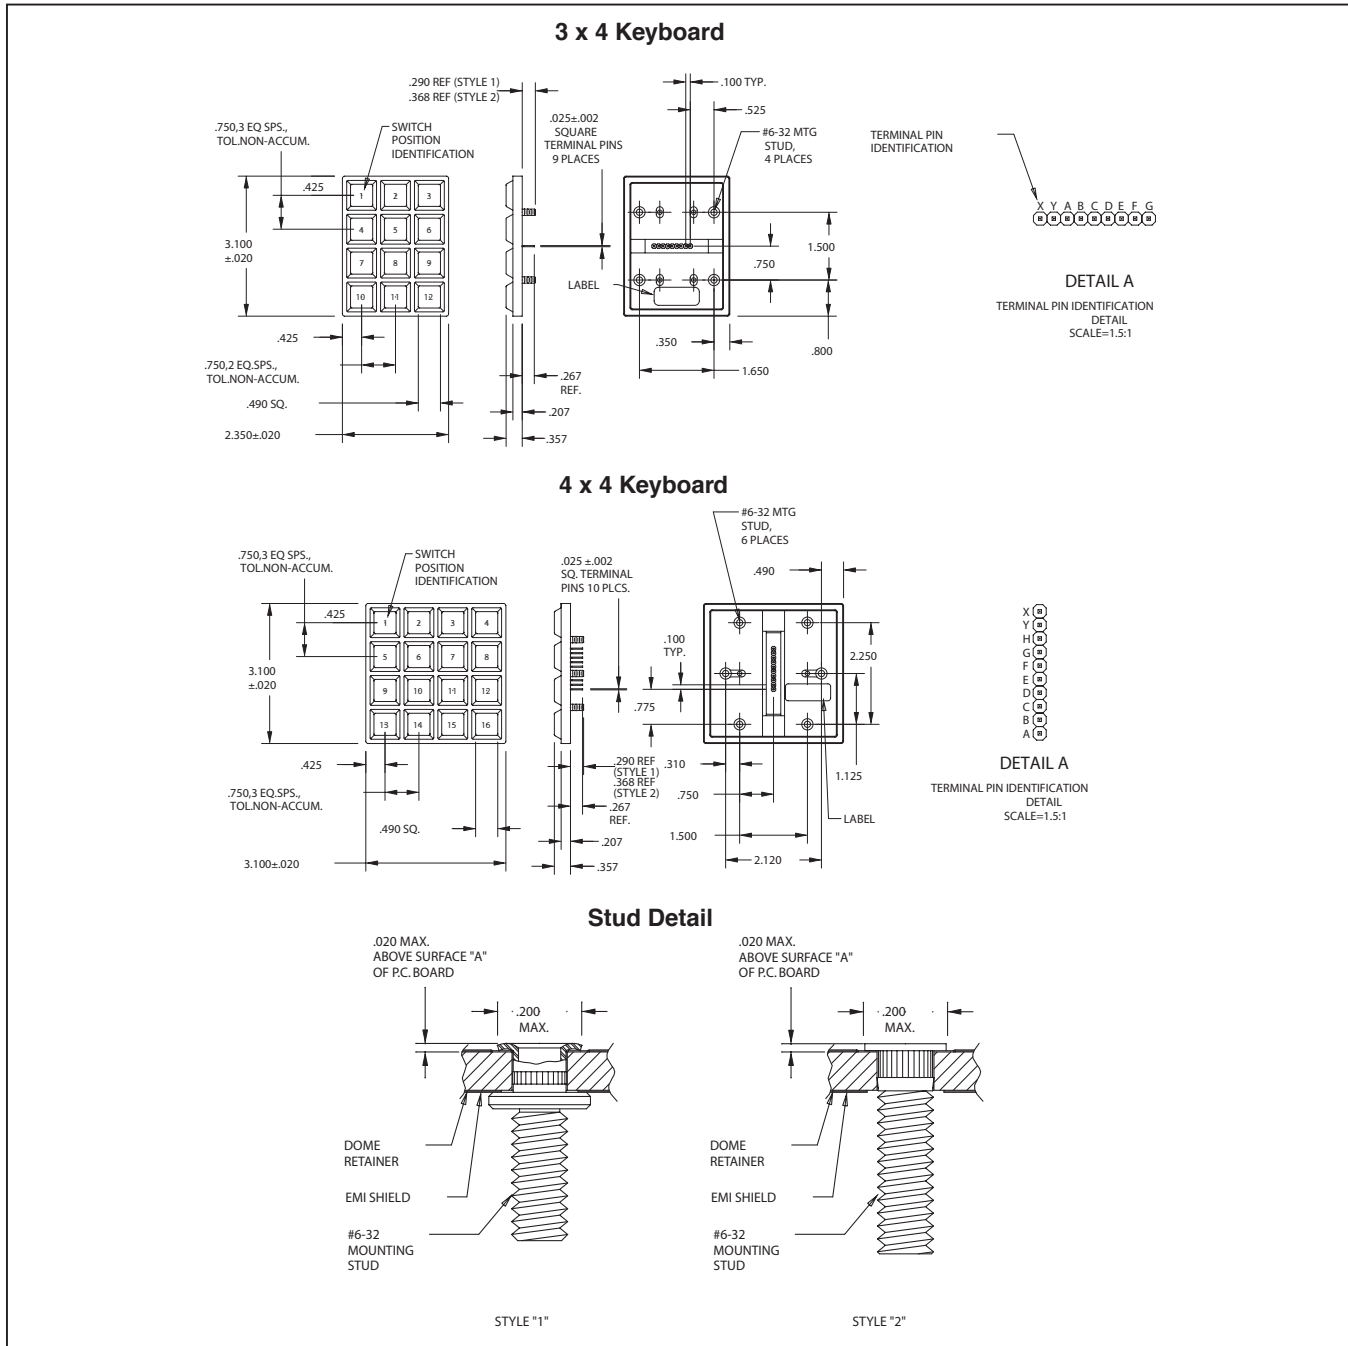 3 x 4 Keyboard
.290 REF (STYLE 1)
.368 REF (STYLE 2)
.100 TYP.
.525
.750,3 EQ SPS.,
TOL.NON-ACCUM.
SWITCH
POSITION
IDENTIFICATION
.025±.002
SQUARE
TERMINAL PINS
9 PLACES
#6-32 MTG
STUD,
4 PLACES
TERMINAL PIN
IDENTIFICATION
.425
1 2 3
4 5 6
7 8 9
10 11 12
3.100
±.020
X Y A B C D E F G
1.500
.750
LABEL
DETAIL A
TERMINAL PIN IDENTIFICATION
DETAIL
SCALE=1.5:1
.425
.350
.800
.750,2 EQ.SPS.,
TOL.NON-ACCUM.
.267
REF.
1.650
.490 SQ.
.207
2.350±.020
.357
4 x 4 Keyboard
#6-32 MTG
STUD,
6 PLACES
.750,3 EQ SPS.,
TOL.NON-ACCUM.
SWITCH
POSITION
IDENTIFICATION
.025 ±.002
SQ. TERMINAL
PINS 10 PLCS.
.490
.425
1 2 3 4
5 6 7 8
9 10 11 12
13 14 15 16
3.100
±.020
.100
TYP.
2.250
.775
X
Y
H
G
F
E
D
C
B
A
DETAIL A
TERMINAL PIN IDENTIFICATION
DETAIL
SCALE=1.5:1
.425
.290 REF
(STYLE 1)
.368 REF
(STYLE 2)
.310
1.125
.750,3 EQ.SPS.,
TOL.NON-ACCUM.
.267
REF.
.750
LABEL
.490 SQ.
.207
1.500
3.100±.020
.357
2.120
Stud Detail
.020 MAX.
ABOVE SURFACE "A"
OF P.C. BOARD
.200
MAX.
DOME
RETAINER
EMI SHIELD
#6-32
MOUNTING
STUD
STYLE "1"
.020 MAX.
ABOVE SURFACE "A"
OF P.C. BOARD
.200
MAX.
DOME
RETAINER
EMI SHIELD
#6-32
MOUNTING
STUD
STYLE "2"